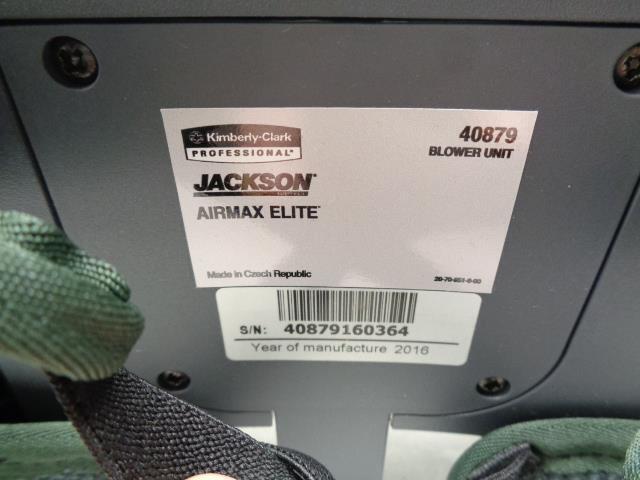 Kimberly-Clark
PROFESSIONAL*
40879
BLOWER UNIT
JACKSON*
AIRMAX ELITE*
Made in Czech Republic
S/N: 40879160364
Year of manufacture 2016